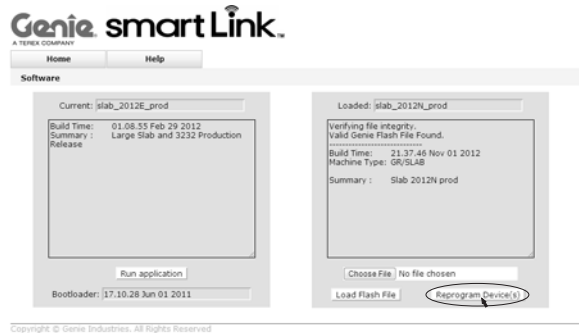 Genie. smart Link™
A TEREX COMPANY
Home Help
Software
Current: slab_2012E_prod
Build Time: 01.08.55 Feb 29 2012
Summary : Large Slab and 3232 Production
Release
Run application
Bootloader: 17.10.26 Jun 01 2011
Loaded: slab_2012N_prod
Verifying file integrity.
Valid Genie Flash File Found.
------------------------------
Build Time: 21.37.46 Nov 01 2012
Machine Type: GR/SLAB
Summary : Slab 2012N prod
Choose File No file chosen
Load Flash File Reprogram Device(s)
Copyright © Genie Industries. All Rights Reserved